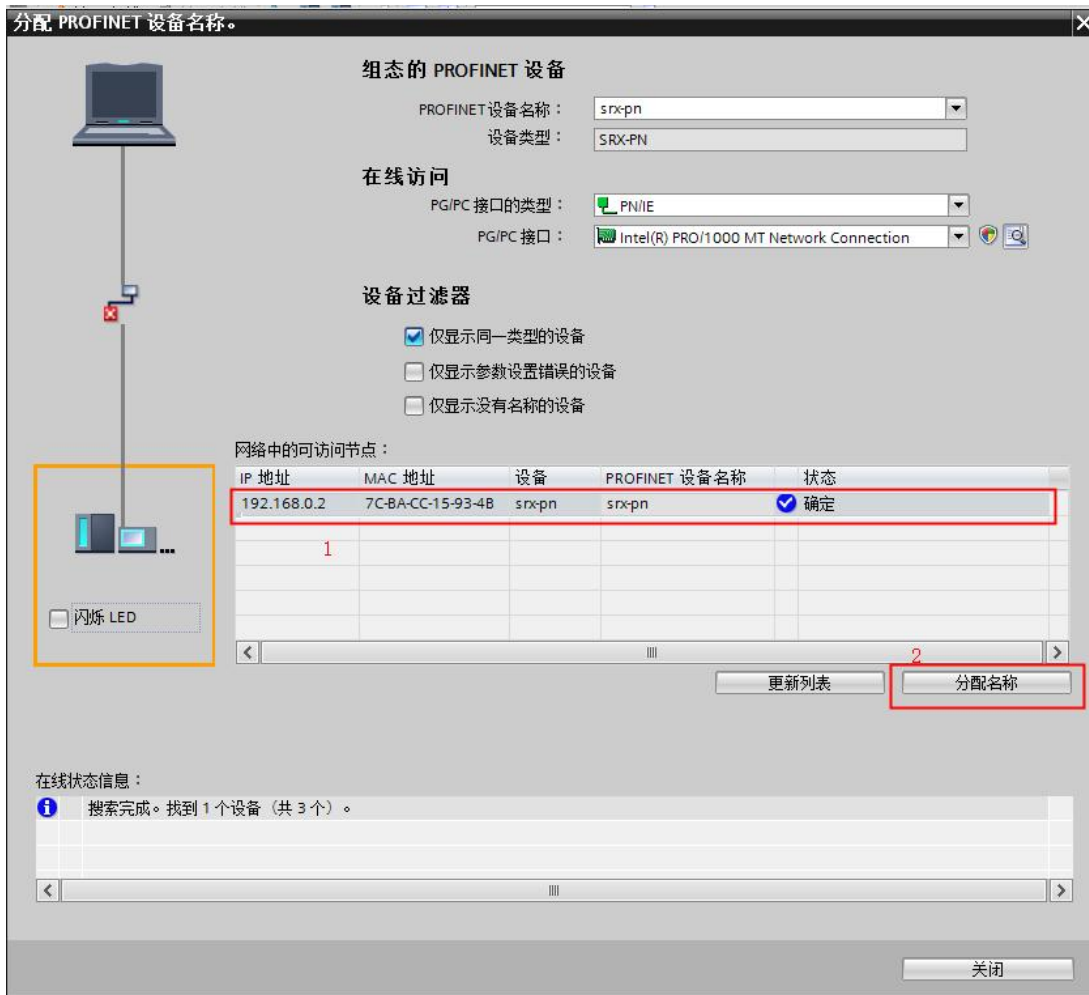 分配 PROFINET 设备名称。
组态的 PROFINET 设备
PROFINET设备名称： srx-pn
设备类型： SRX-PN
在线访问
PG/PC 接口的类型： PN/IE
PG/PC 接口： Intel(R) PRO/1000 MT Network Connection
设备过滤器
仅显示同一类型的设备
仅显示参数设置错误的设备
仅显示没有名称的设备
网络中的可访问节点：
IP 地址 MAC 地址 设备 PROFINET 设备名称 状态
192.168.0.2 7C-BA-CC-15-93-4B srx-pn srx-pn 确定
1
闪烁 LED
2
更新列表 分配名称
在线状态信息：
搜索完成。找到 1 个设备（共 3 个）。
关闭